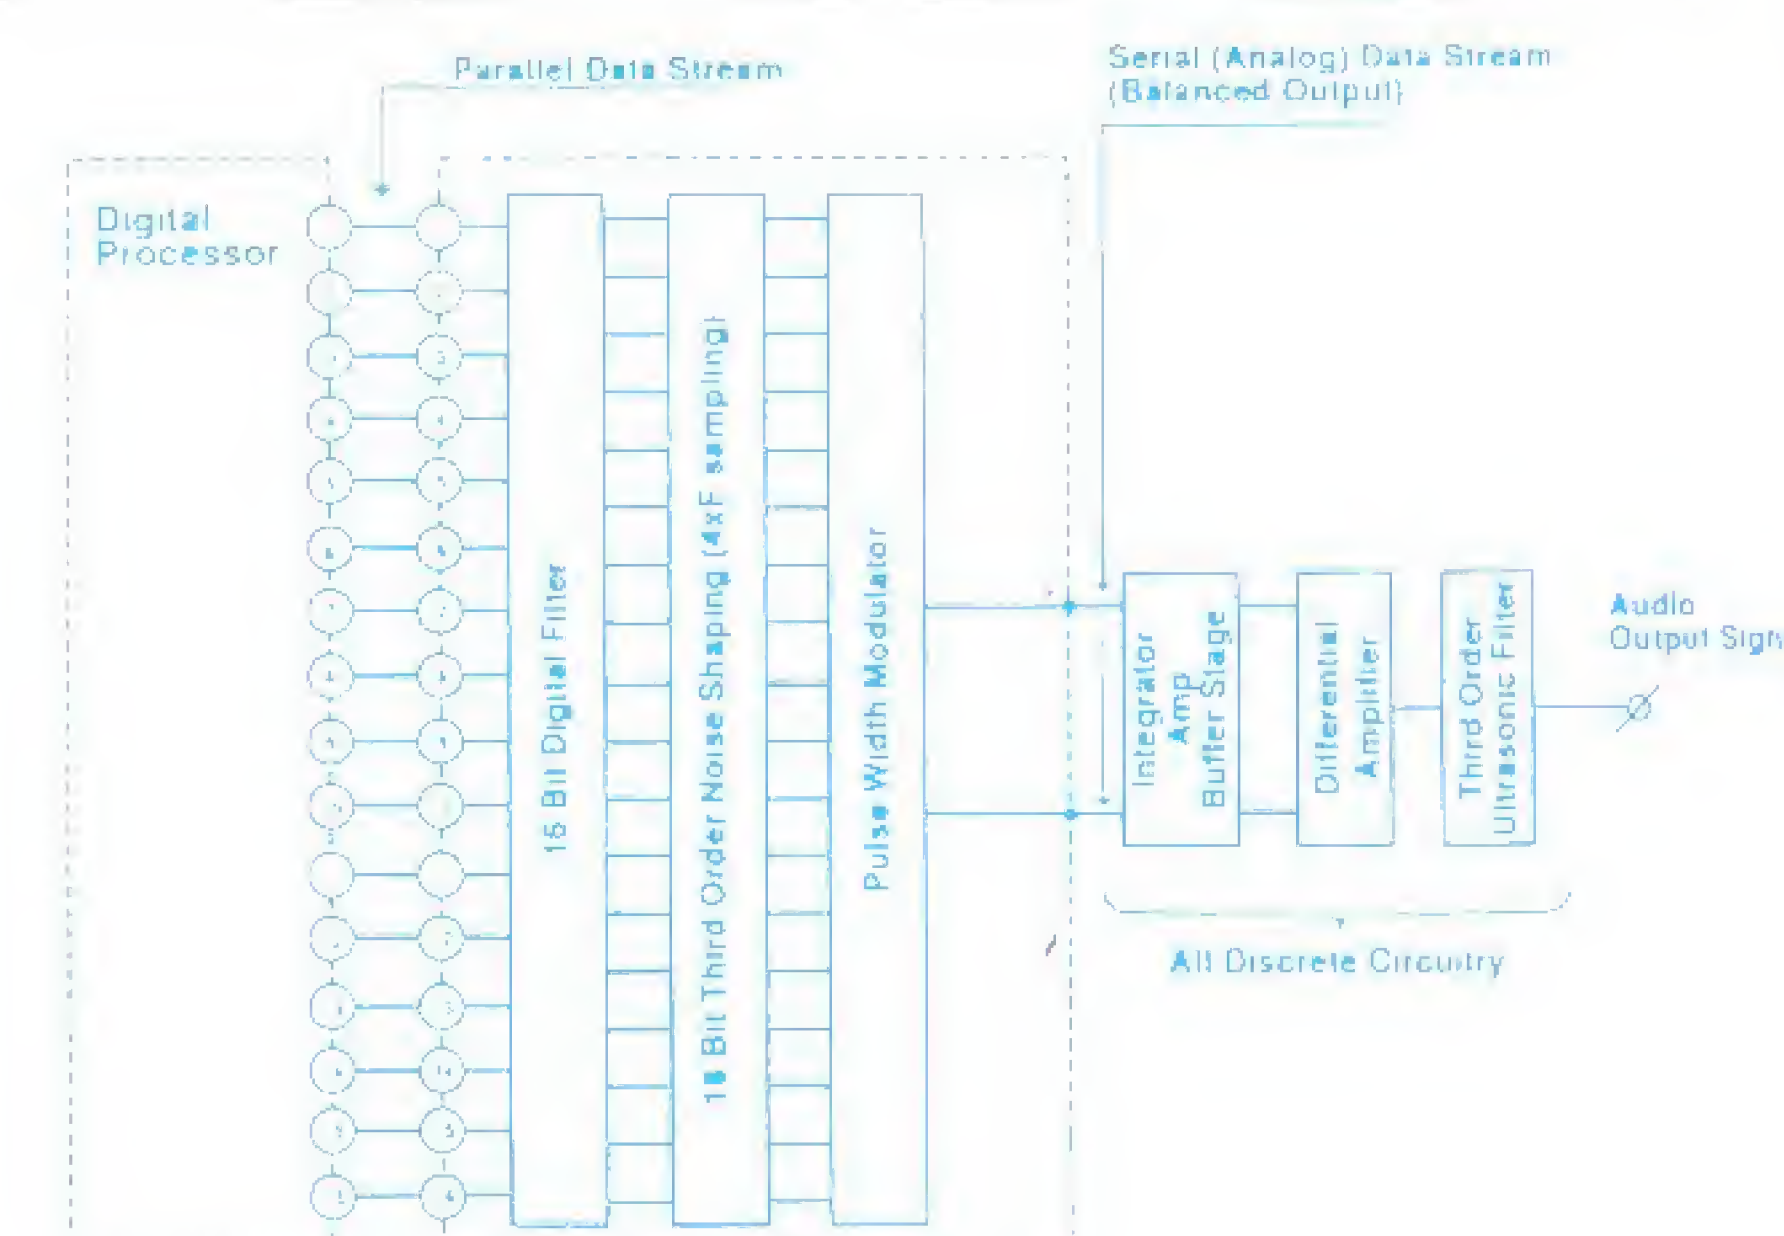 Parallel Data Stream
Serial (Analog) Data Stream
(Balanced Output)
Digital
Processor
16 Bit Digital Filter
Bit Third Order Noise Shaping (4xF sampling)
Pulse Width Modulator
Integrator
Amp
Buffer Stage
Differential
Amplifier
Third Order
Ultrasonic Filter
Audio
Output
All Discrete Circuitry